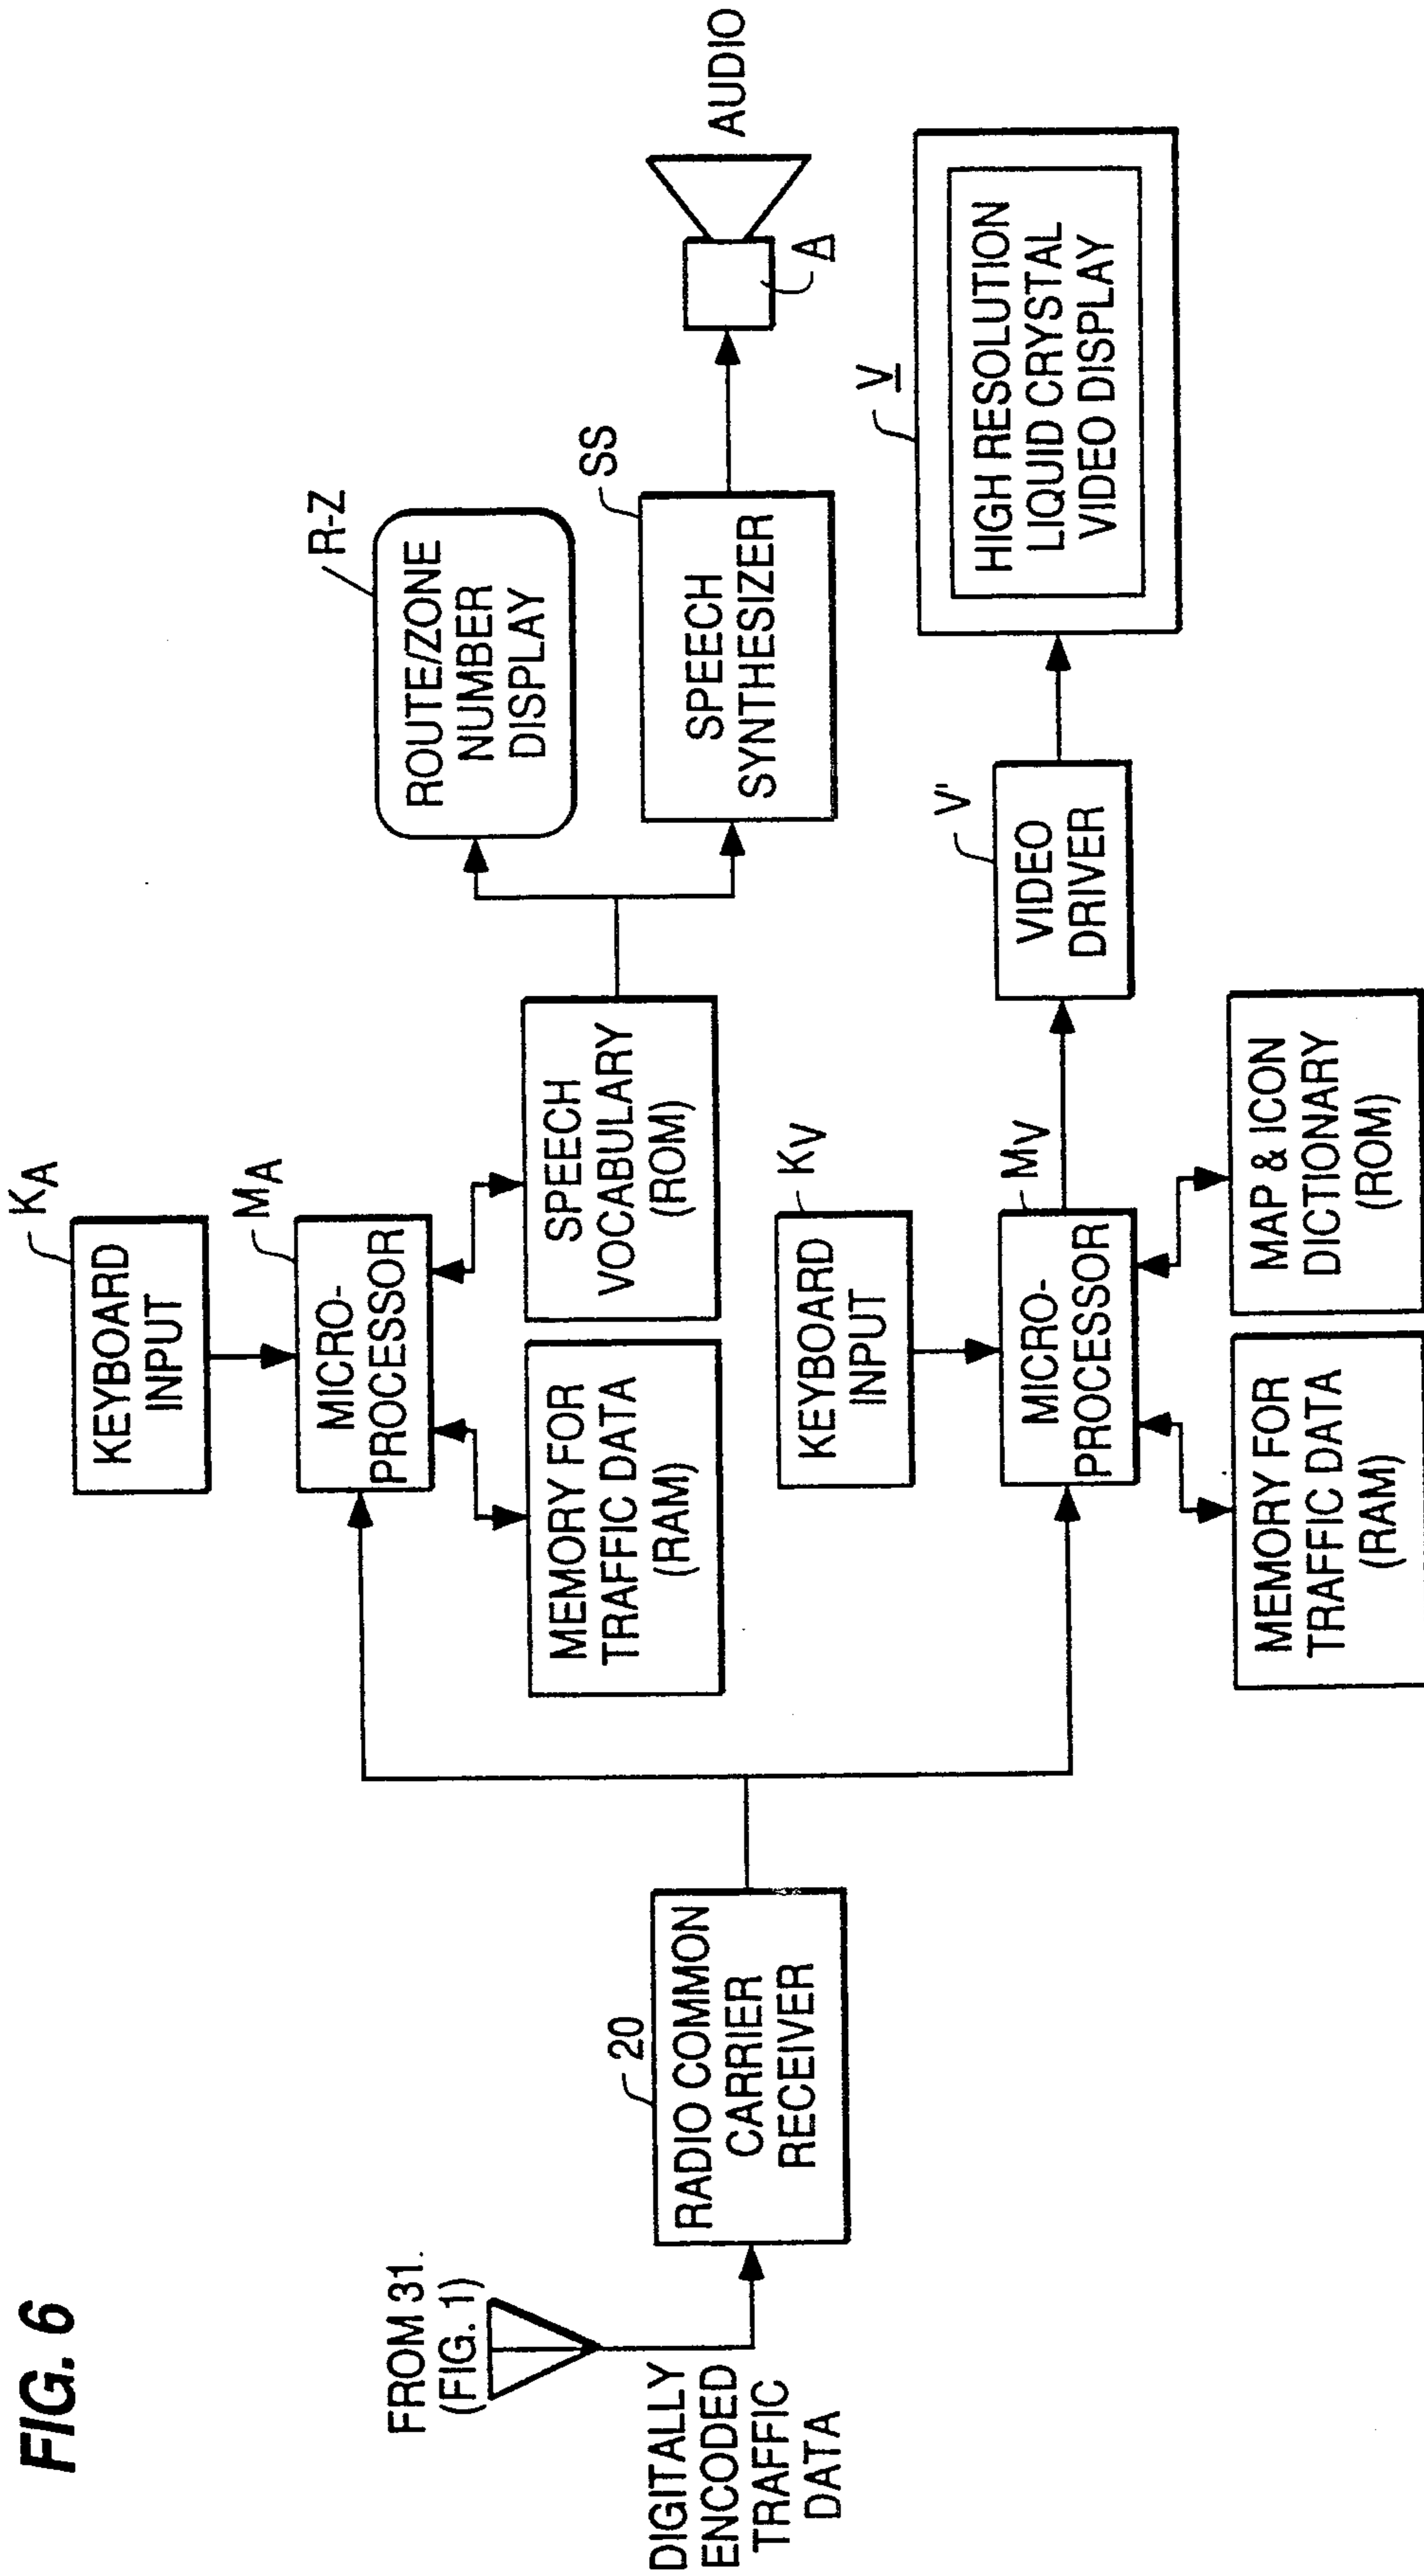 FIG. 6
FROM 31.
(FIG. 1)
DIGITALLY
ENCODED
TRAFFIC
DATA
20
RADIO COMMON
CARRIER
RECEIVER
KA
KEYBOARD
INPUT
MA
MICRO-
PROCESSOR
MEMORY FOR
TRAFFIC DATA
(RAM)
SPEECH
VOCABULARY
(ROM)
R-Z
ROUTE/ZONE
NUMBER
DISPLAY
SS
SPEECH
SYNTHESIZER
A
AUDIO
KV
KEYBOARD
INPUT
MV
MICRO-
PROCESSOR
MEMORY FOR
TRAFFIC DATA
(RAM)
MAP & ICON
DICTIONARY
(ROM)
V'
VIDEO
DRIVER
V
HIGH RESOLUTION
LIQUID CRYSTAL
VIDEO DISPLAY